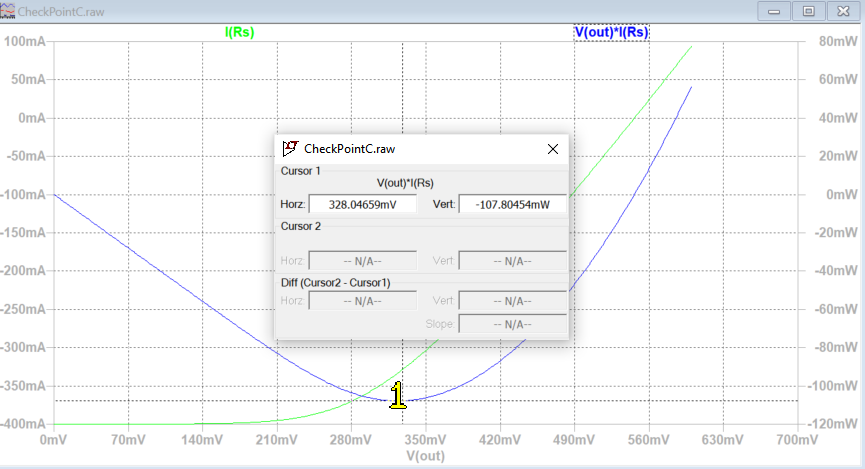 CheckPointC.raw
I(Rs) V(out)*I(Rs)
100mA 80mW
50mA 60mW
0mA 40mW
-50mA 20mW
-100mA 0mW
-150mA -20mW
-200mA -40mW
-250mA -60mW
-300mA -80mW
-350mA -100mW
-400mA -120mW
0mV 70mV 140mV 210mV 280mV 350mV 420mV 490mV 560mV 630mV 700mV
V(out)
1
CheckPointC.raw
Cursor 1
V(out)*I(Rs)
Horz: 328.04659mV Vert: -107.80454mW
Cursor 2
Horz: -- N/A-- Vert: -- N/A--
Diff (Cursor2 - Cursor1)
Horz: -- N/A-- Vert: -- N/A--
Slope: -- N/A--